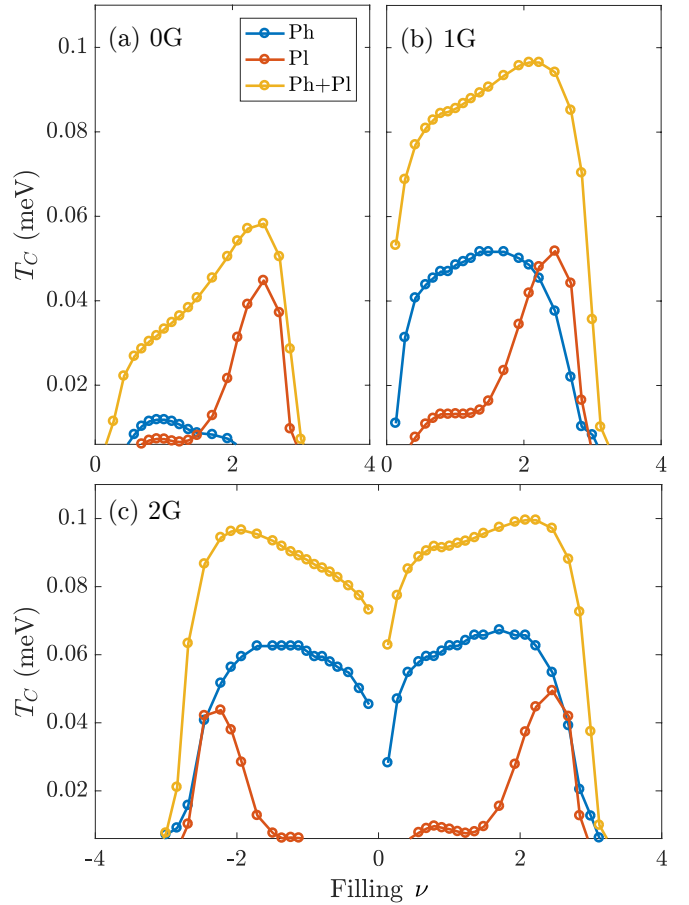 (a) 0G
Ph
Pl
Ph+Pl
(b) 1G
0.1
0.08
0.06
0.04
0.02
T_C (meV)
0 2 4
0 2 4
(c) 2G
0.1
0.08
0.06
0.04
0.02
T_C (meV)
-4 -2 0 2 4
Filling ν